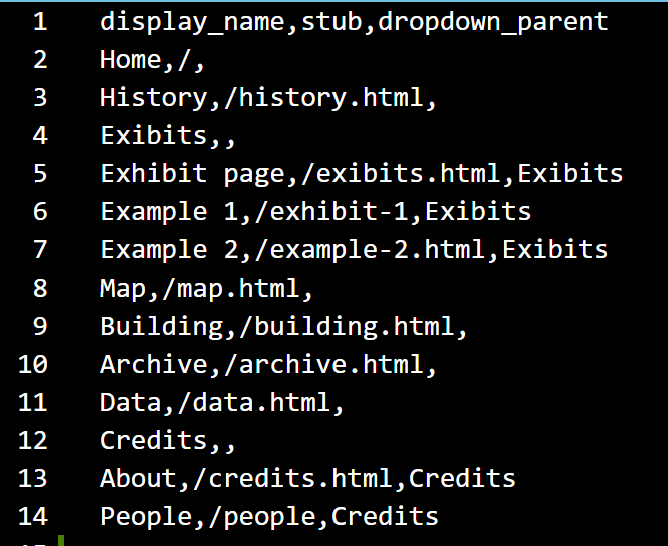 1 display_name,stub,dropdown_parent
2 Home,/,
3 History,/history.html,
4 Exibits,,
5 Exhibit page,/exibits.html,Exibits
6 Example 1,/exhibit-1,Exibits
7 Example 2,/example-2.html,Exibits
8 Map,/map.html,
9 Building,/building.html,
10 Archive,/archive.html,
11 Data,/data.html,
12 Credits,,
13 About,/credits.html,Credits
14 People,/people,Credits